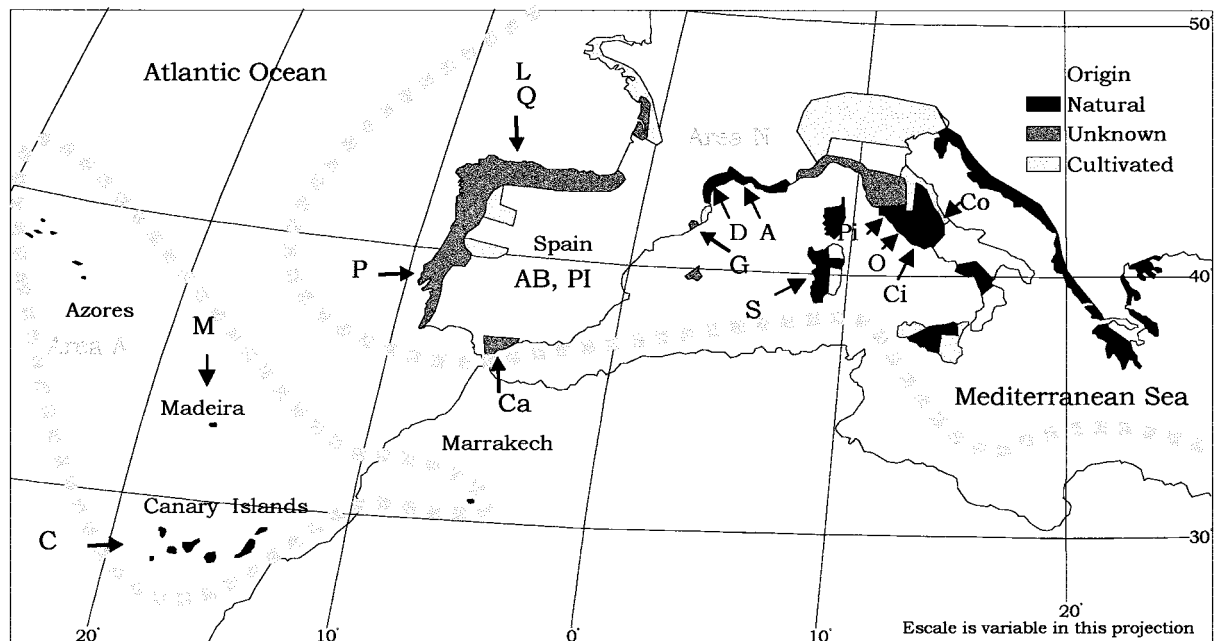 50°
Atlantic Ocean
L
Q
Origin
Natural
Unknown
Cultivated
Area N
Co
D A
Pi
Spain
G
O
P
AB, PI
40°
S
Ci
Azores
M
Area A
Madeira
Ca
Mediterranean Sea
Marrakech
Canary Islands
C
30°
20°
10°
0°
10°
20°
Escale is variable in this projection